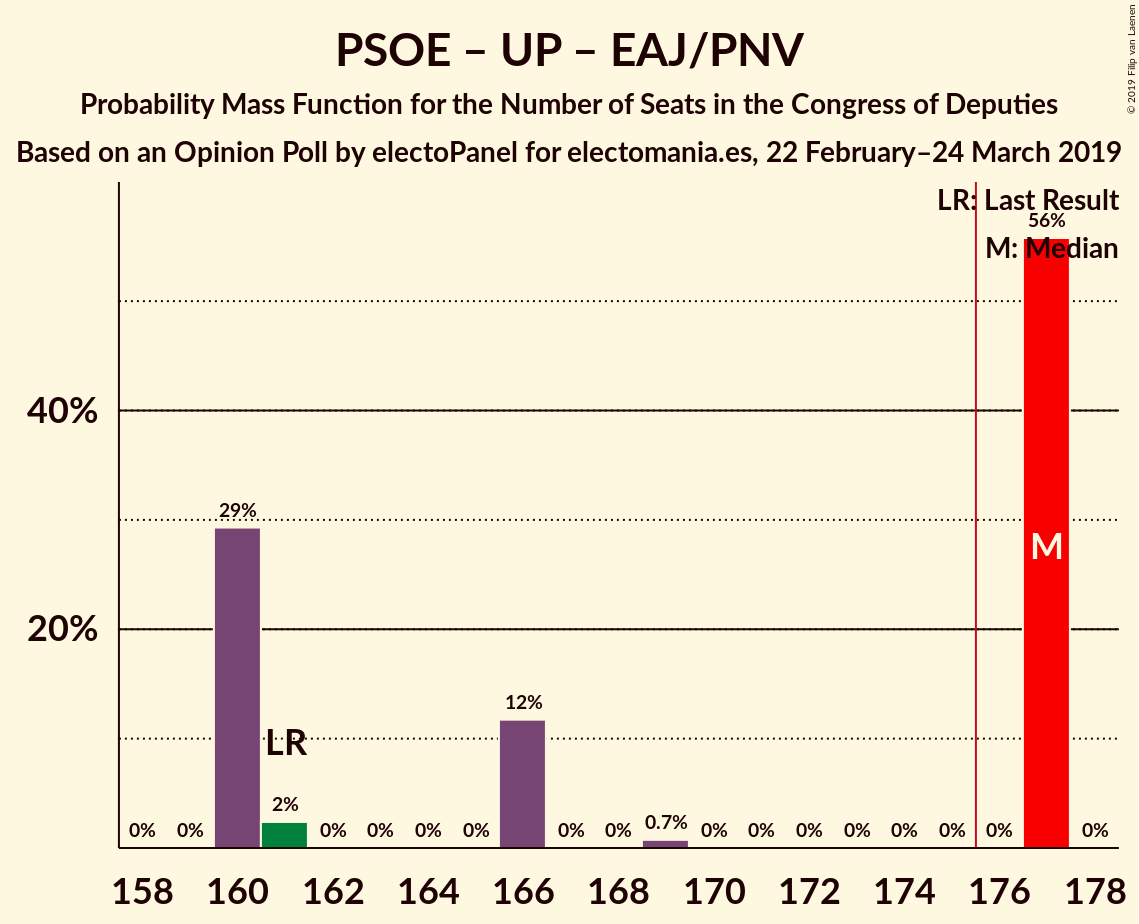 PSOE – UP – EAJ/PNV
Probability Mass Function for the Number of Seats in the Congress of Deputies
Based on an Opinion Poll by electoPanel for electomania.es, 22 February–24 March 2019
© 2019 Filip van Laenen
LR: Last Result
M: Median
56%
40%
29%
M
20%
12%
LR
2%
0.7%
0% 0% 0% 0% 0% 0% 0% 0% 0% 0% 0% 0% 0% 0% 0% 0%
158 160 162 164 166 168 170 172 174 176 178